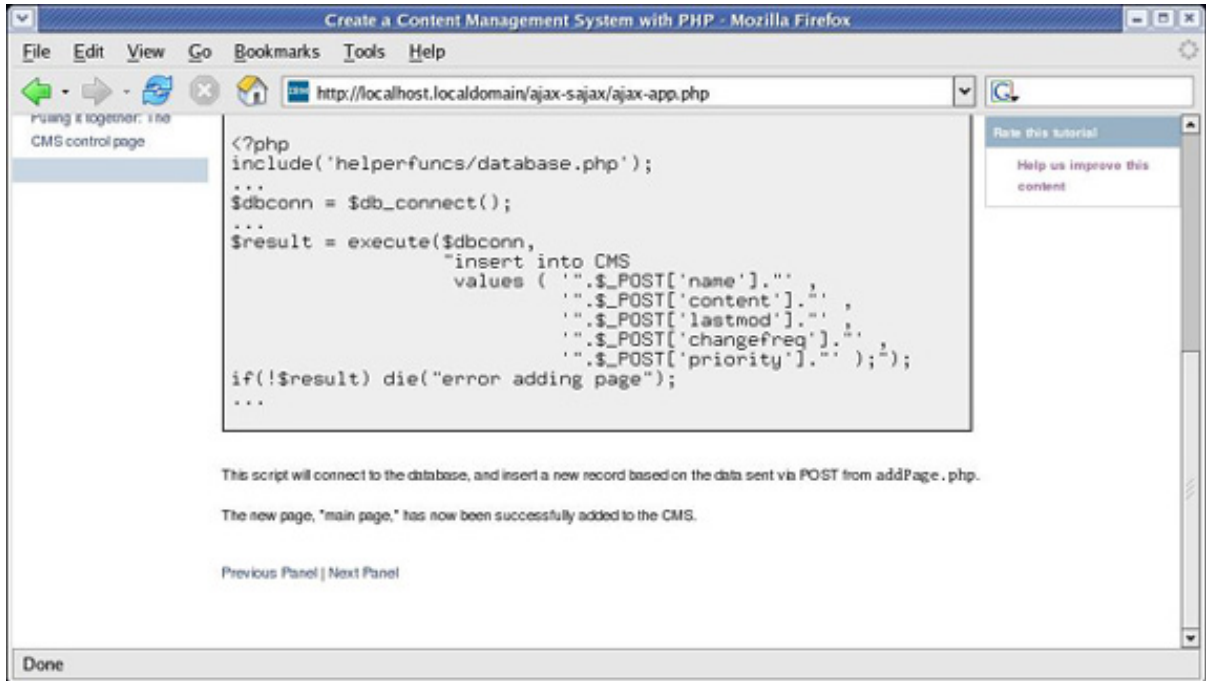 Create a Content Management System with PHP - Mozilla Firefox
File Edit View Go Bookmarks Tools Help
http://localhost.localdomain/ajax-sajax/ajax-app.php
Pulling it together: The
CMS control page
<?php
include('helperfuncs/database.php');
...
$dbconn = $db_connect();
...
$result = execute($dbconn,
"insert into CMS
values ( '".$_POST['name']."' ,
'".$_POST['content']."' ,
'".$_POST['lastmod']."' ,
'".$_POST['changefreq']."' ,
'".$_POST['priority']."' );");
if(!$result) die("error adding page");
...
Rate this tutorial
Help us improve this
content
This script will connect to the database, and insert a new record based on the data sent via POST from addPage.php.
The new page, "main page," has now been successfully added to the CMS.
Previous Panel | Next Panel
Done